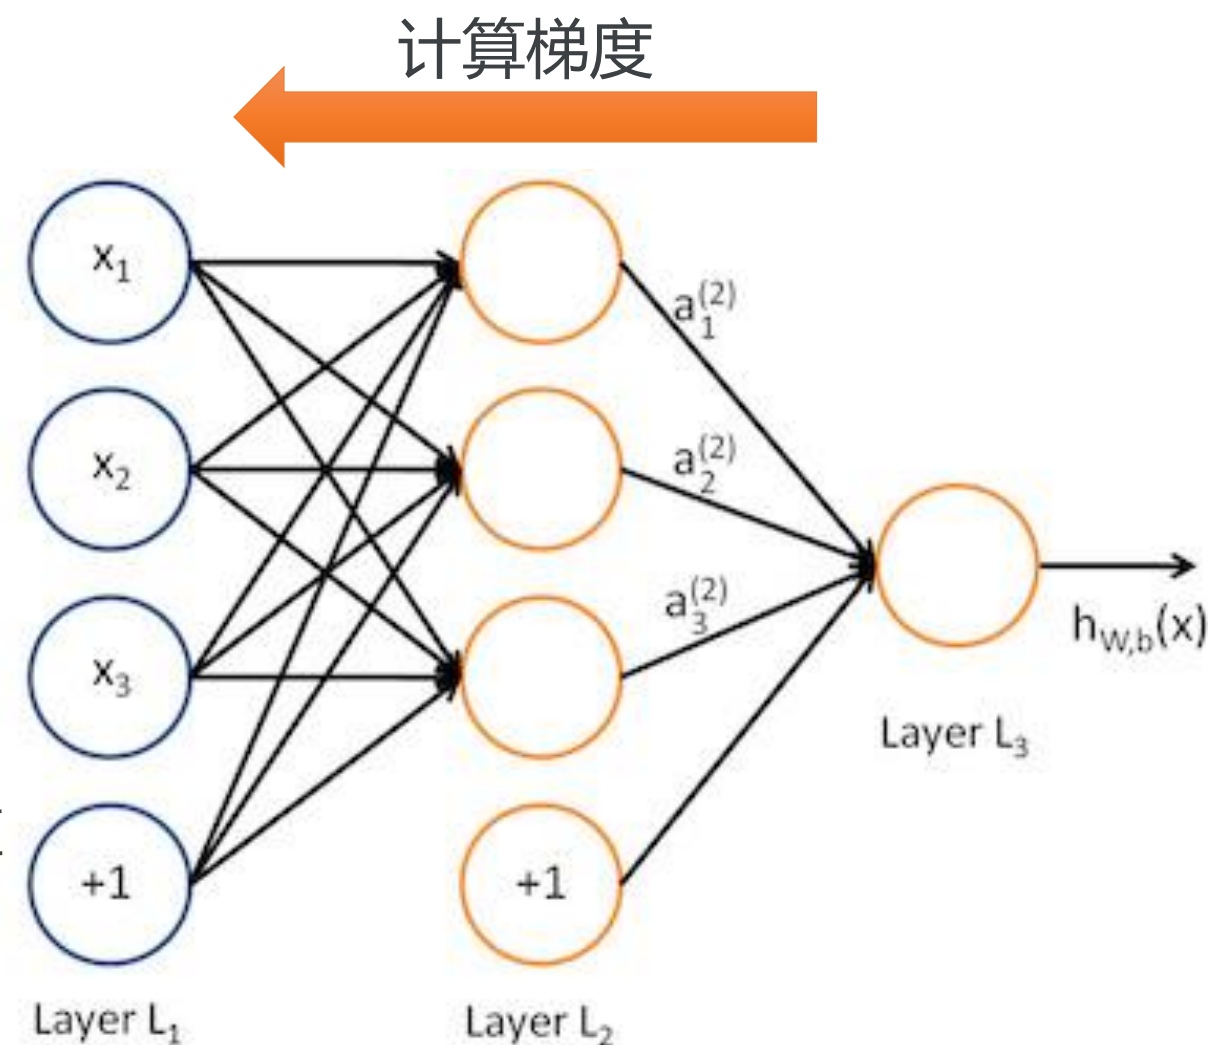 计算梯度
x₁
a₁⁽²⁾
x₂
a₂⁽²⁾
x₃
a₃⁽²⁾
h_W,b(x)
Layer L₃
+1
+1
Layer L₁
Layer L₂